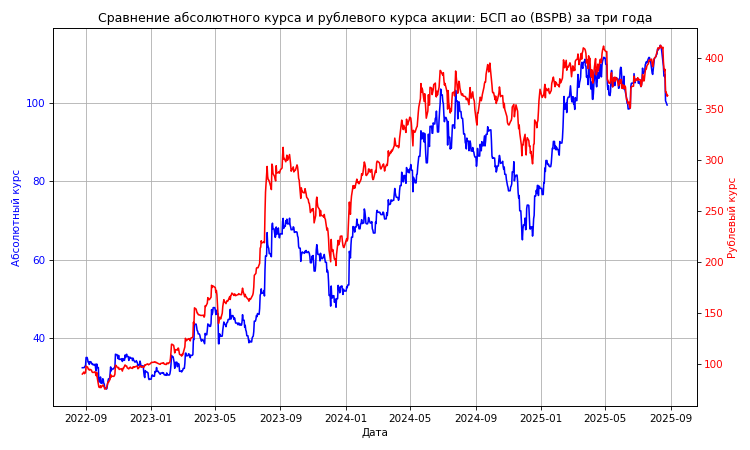 Сравнение абсолютного курса и рублевого курса акции: БСП ао (BSPB) за три года
Абсолютный курс
100
80
60
40
400
350
300
250
200
150
100
Рублевый курс
2022-09 2023-01 2023-05 2023-09 2024-01 2024-05 2024-09 2025-01 2025-05 2025-09
Дата